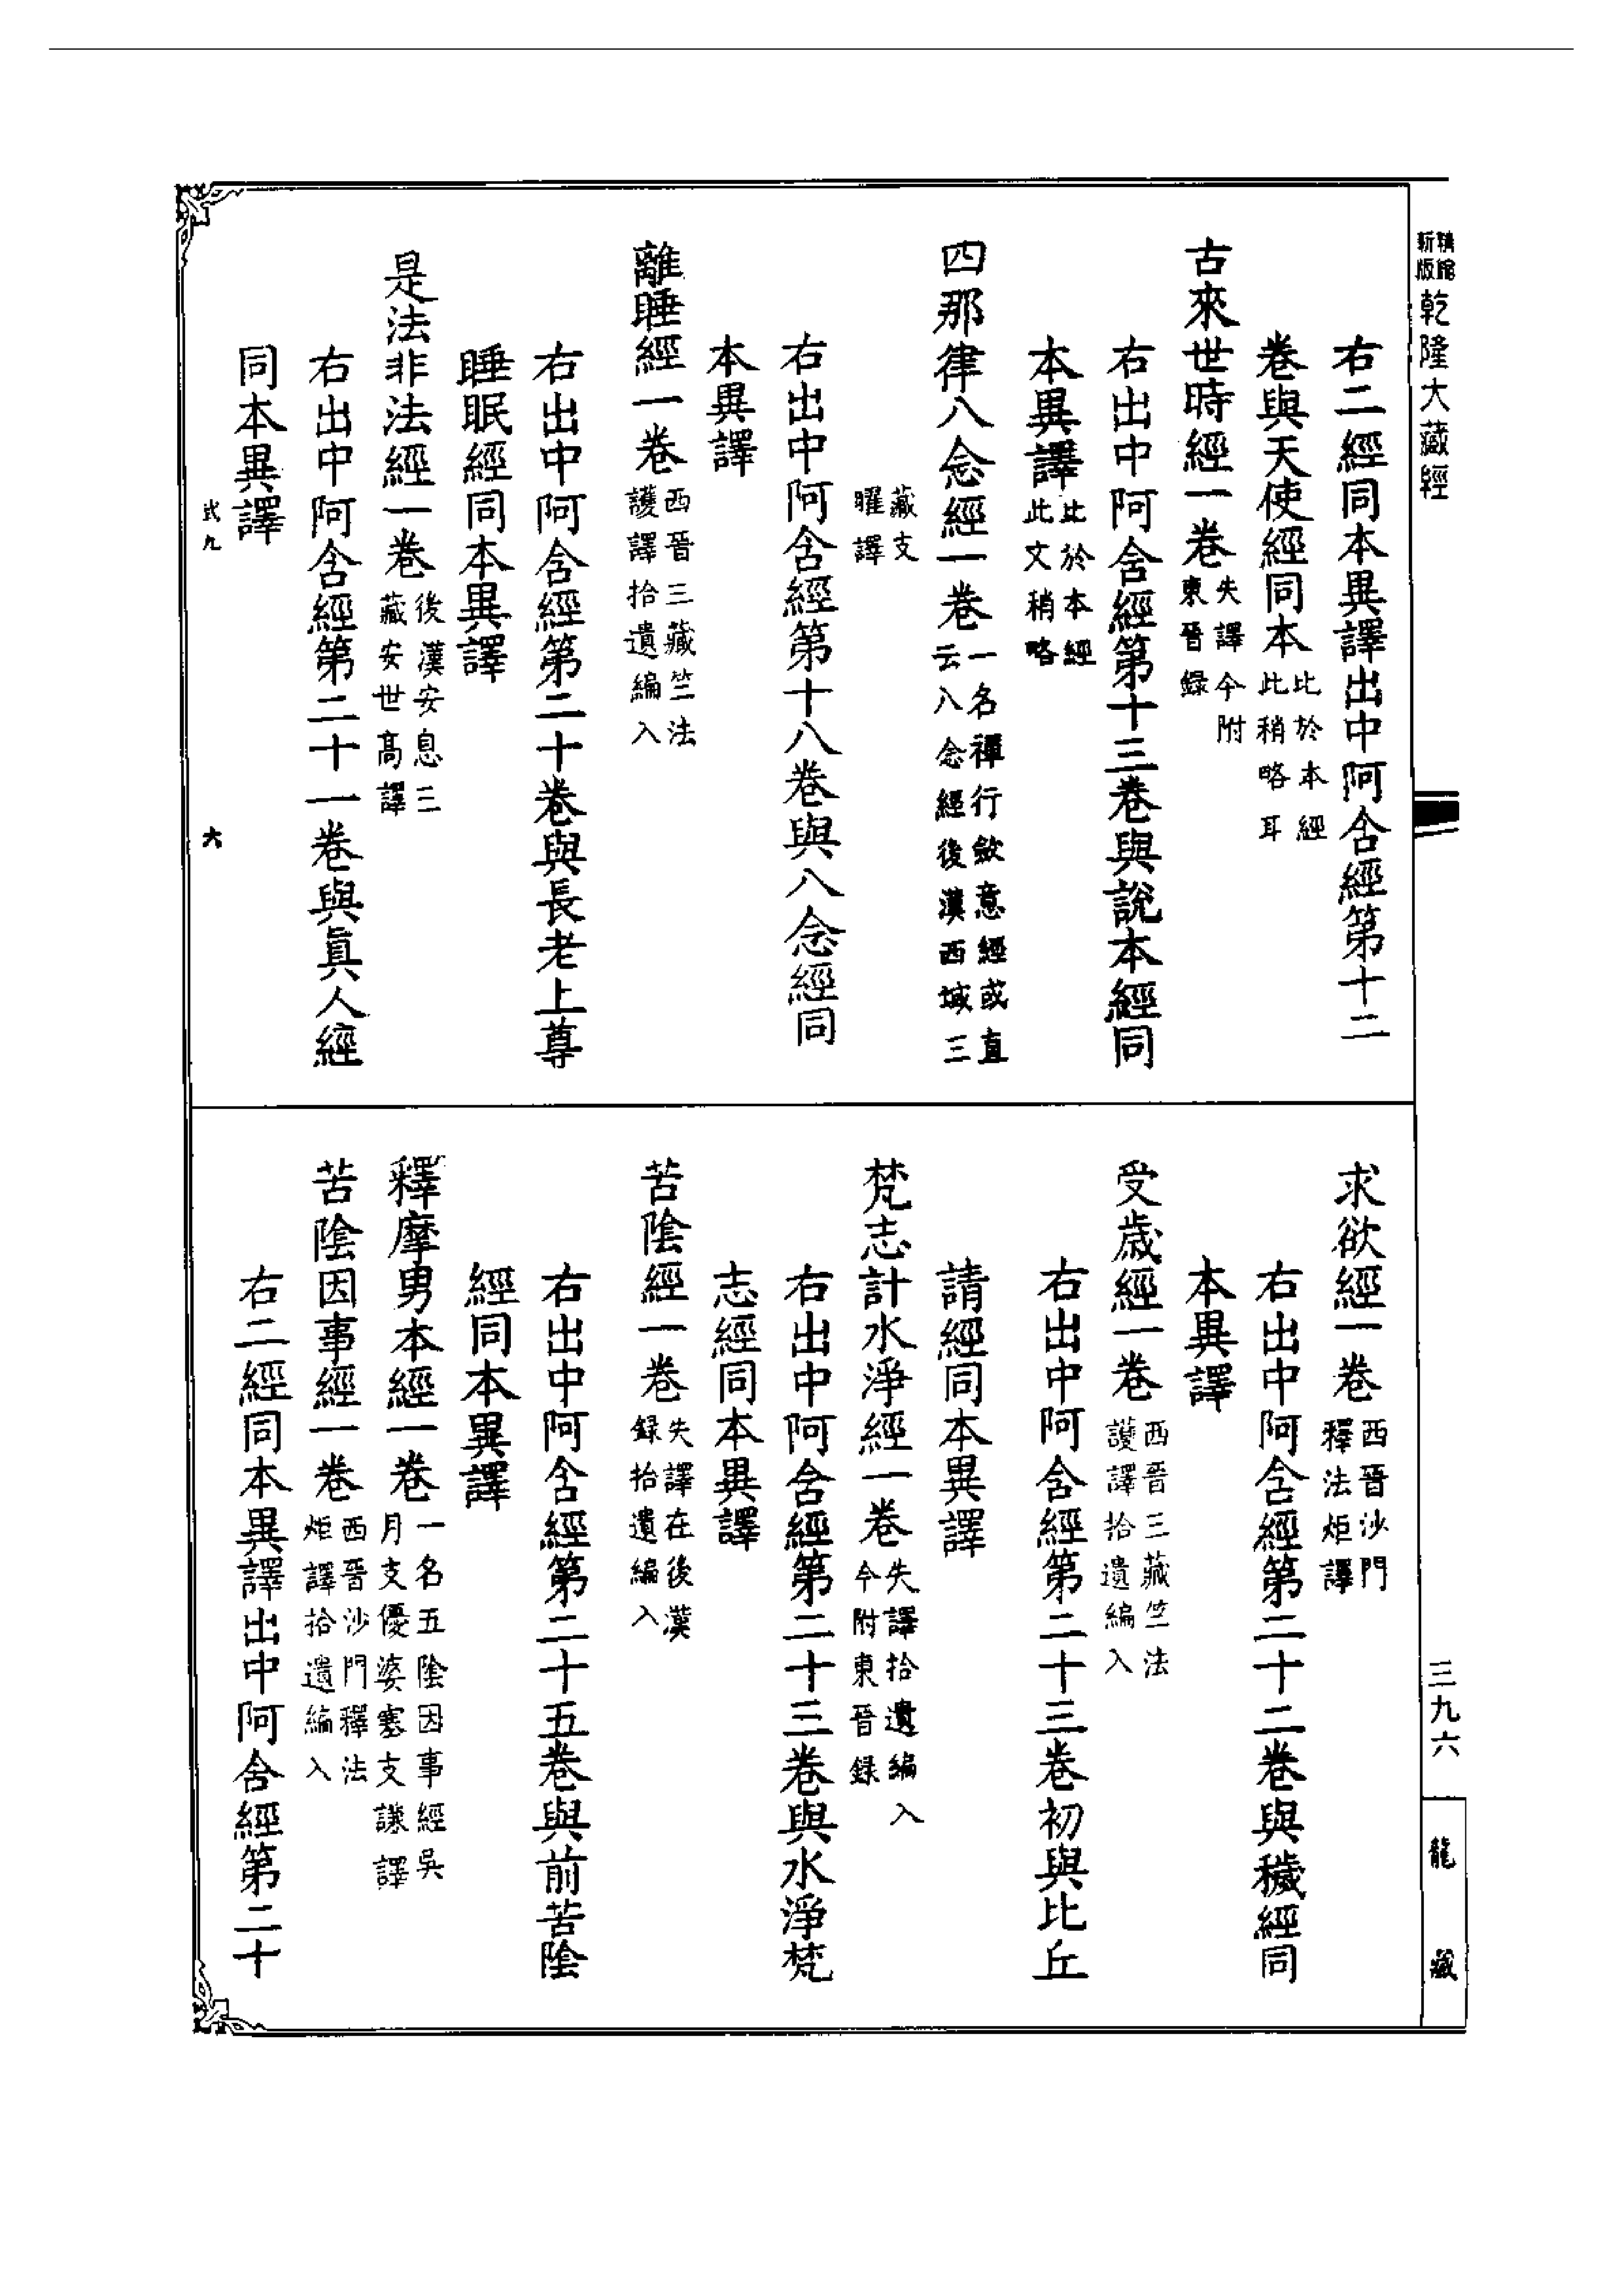 新版
精縮
乾隆大藏經
右二經同本異譯出中阿含經第十二
卷與天使經同本比於本經此稍略耳
古來世時經一卷失譯今附東晉録
右出中阿含經第十三卷與說本經同
本異譯比於本經此文稍略
四那律八念經一卷一名禪行斂意經或直云八念經後漢西域三
藏支曜譯
右出中阿含經第十八卷與八念經同
本異譯
離睡經一卷西晉三藏竺法護譯拾遺編入
右出中阿含經第二十卷與長老上尊
睡眠經同本異譯
是法非法經一卷後漢安息三藏安世高譯
右出中阿含經第二十一卷與眞人經
同本異譯
式九
六
求欲經一卷西晉沙門釋法炬譯
右出中阿含經第二十二卷與穢經同
本異譯
受歲經一卷西晉三藏竺法護譯拾遺編入
右出中阿含經第二十三卷初與比丘
請經同本異譯
梵志計水淨經一卷失譯拾遺編入今附東晉録
右出中阿含經第二十三卷與水淨梵
志經同本異譯
苦陰經一卷失譯在後漢録拾遺編入
右出中阿含經第二十五卷與前苦陰
經同本異譯
釋摩男本經一卷一名五陰因事經吳月支優婆塞支謙譯
苦陰因事經一卷西晉沙門釋法炬譯拾遺編入
右二經同本異譯出中阿含經第二十
三九六
龍藏